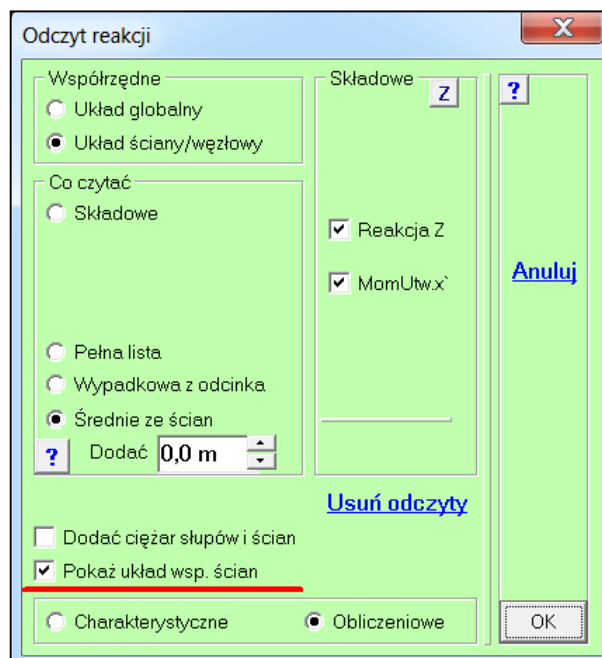 Odczyt reakcji
X
Współrzędne
Układ globalny
Układ ściany/węzłowy
Co czytać
Składowe
Pełna lista
Wypadkowa z odcinka
Średnie ze ścian
? Dodać 0,0 m
Składowe
Z
Reakcja Z
MomUtw.x`
?
Anuluj
Usuń odczyty
Dodać ciężar słupów i ścian
Pokaż układ wsp. ścian
Charakterystyczne Obliczeniowe
OK